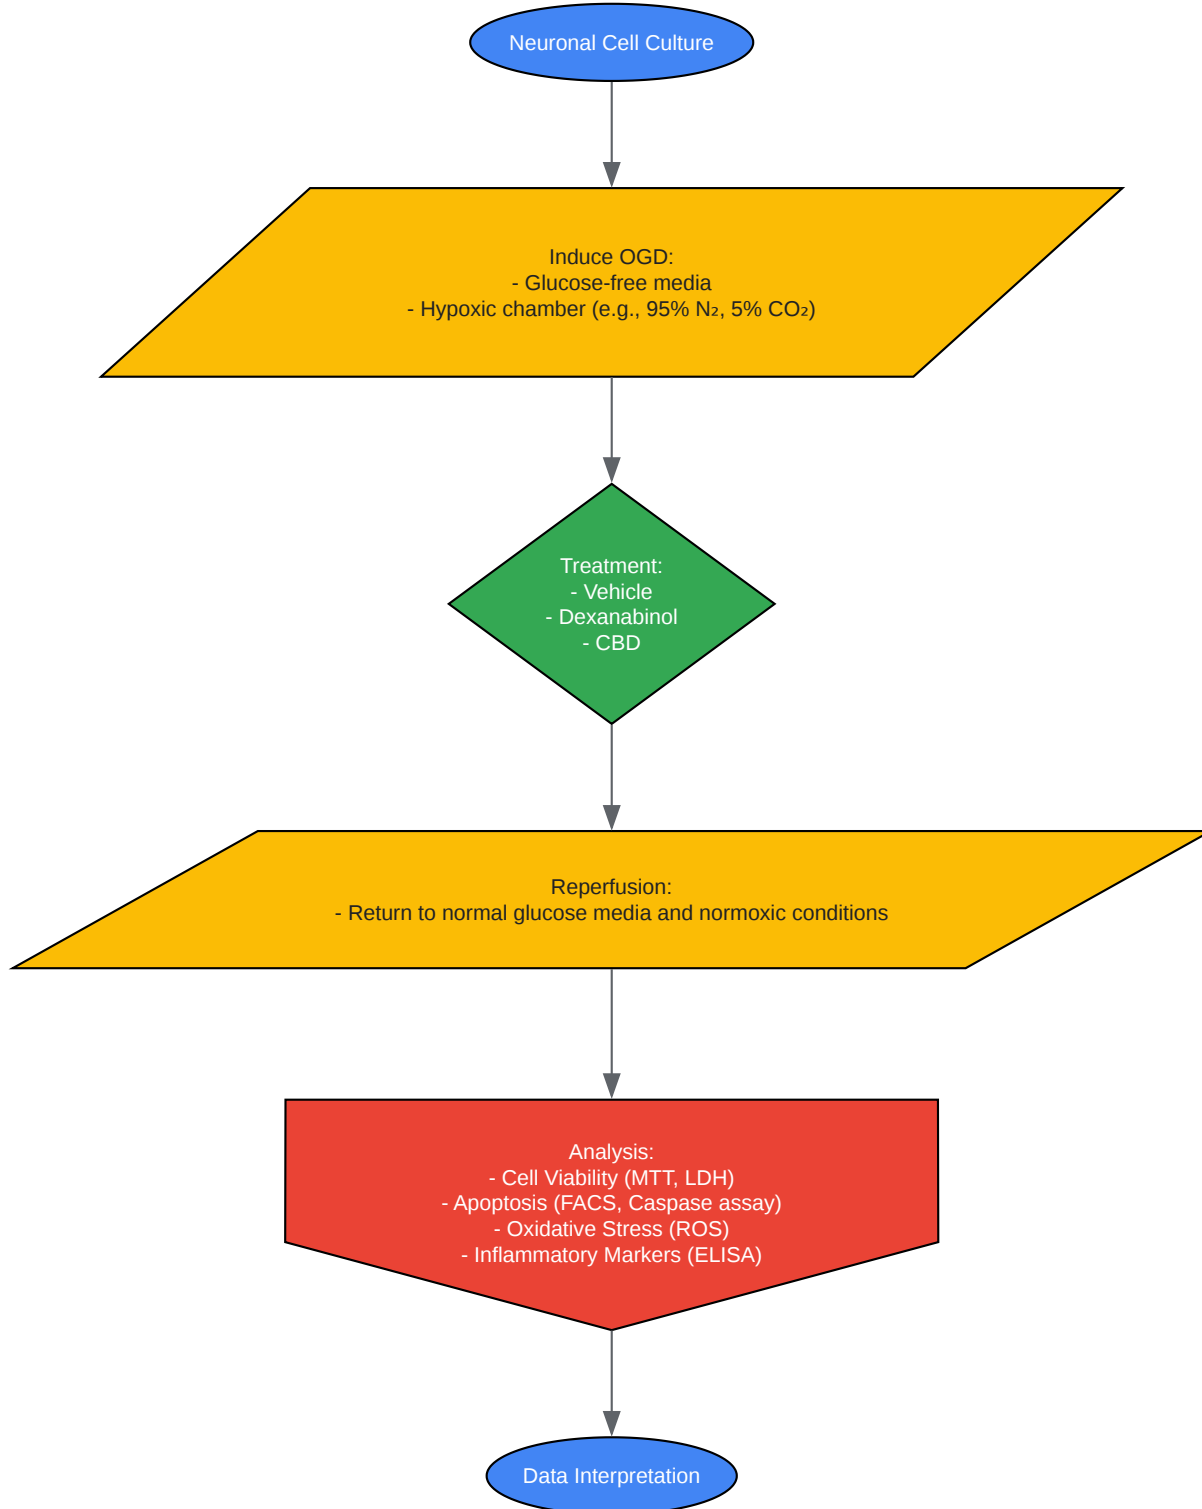 Neuronal Cell Culture
Induce OGD:
- Glucose-free media
- Hypoxic chamber (e.g., 95% N₂, 5% CO₂)
Treatment:
- Vehicle
- Dexanabinol
- CBD
Reperfusion:
- Return to normal glucose media and normoxic conditions
Analysis:
- Cell Viability (MTT, LDH)
- Apoptosis (FACS, Caspase assay)
- Oxidative Stress (ROS)
- Inflammatory Markers (ELISA)
Data Interpretation